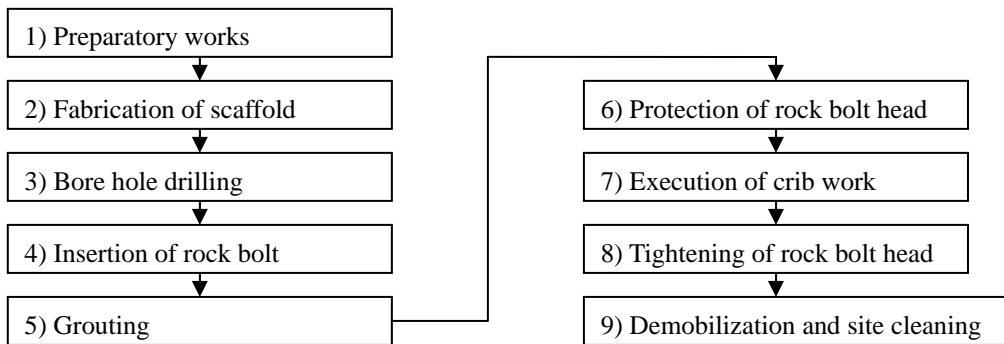 1) Preparatory works
2) Fabrication of scaffold
3) Bore hole drilling
4) Insertion of rock bolt
5) Grouting
6) Protection of rock bolt head
7) Execution of crib work
8) Tightening of rock bolt head
9) Demobilization and site cleaning